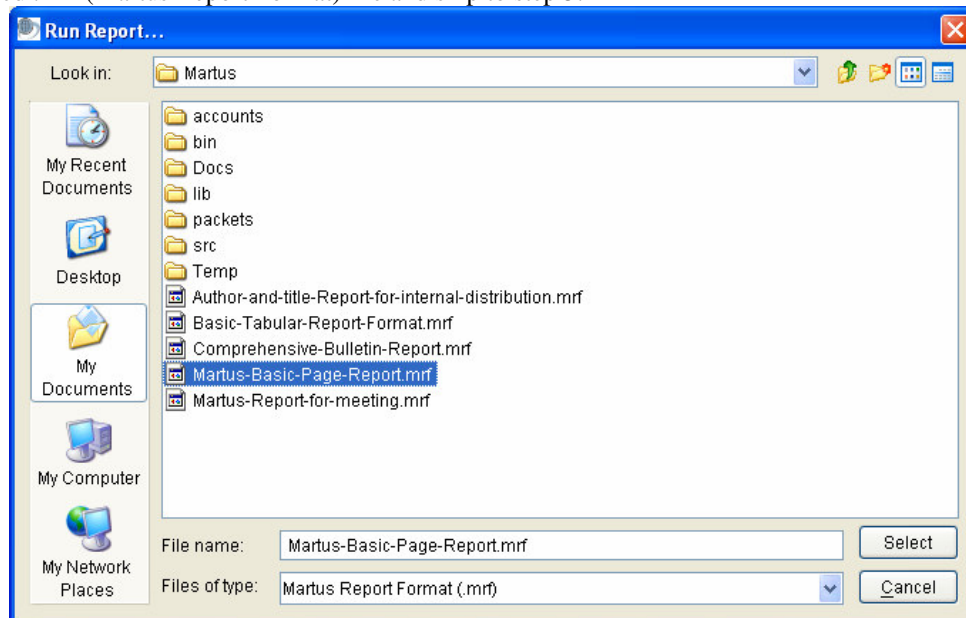 Run Report...
Look in:
Martus
My Recent
Documents
Desktop
My
Documents
My Computer
My Network
Places
accounts
bin
Docs
lib
packets
src
Temp
Author-and-title-Report-for-internal-distribution.mrf
Basic-Tabular-Report-Format.mrf
Comprehensive-Bulletin-Report.mrf
Martus-Basic-Page-Report.mrf
Martus-Report-for-meeting.mrf
File name:
Martus-Basic-Page-Report.mrf
Select
Files of type:
Martus Report Format (.mrf)
Cancel